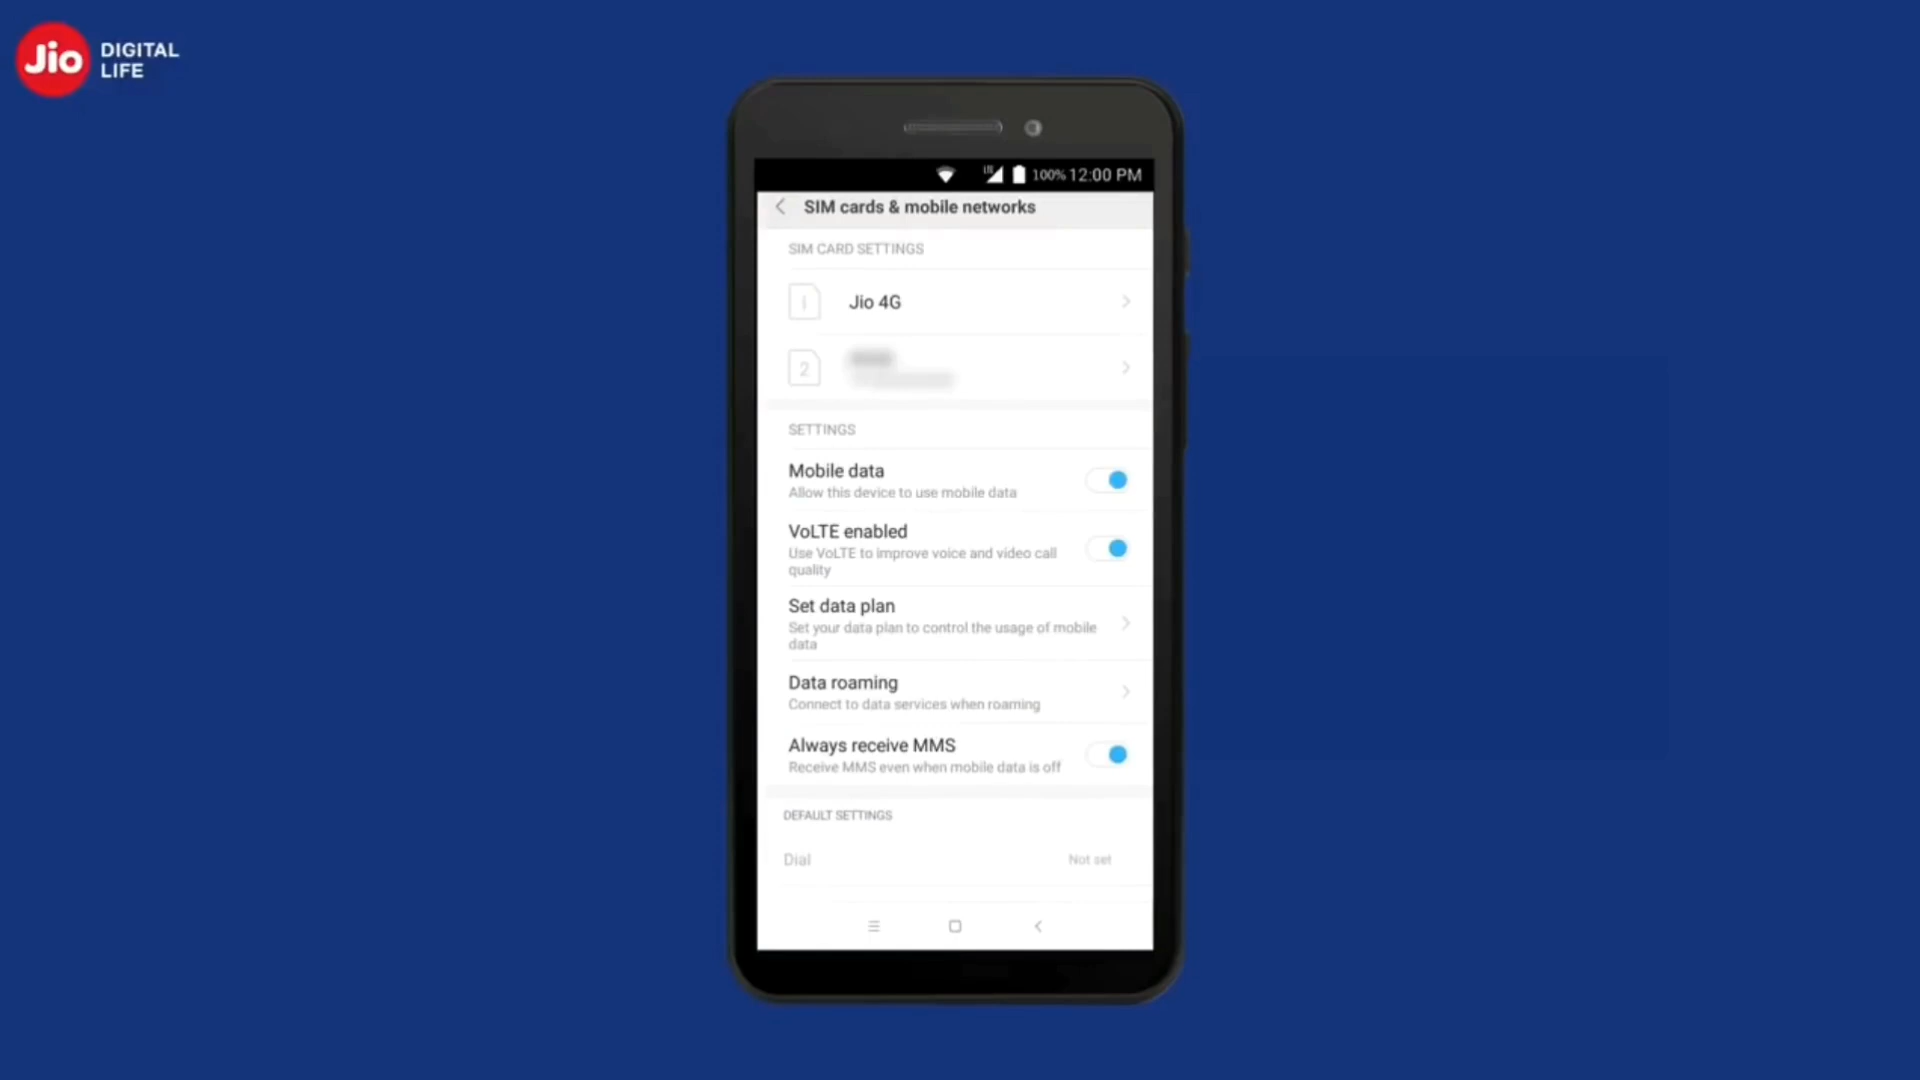 Jio DIGITAL
LIFE
LTE 100% 12:00 PM
SIM cards & mobile networks
SIM CARD SETTINGS
1 Jio 4G
2
SETTINGS
Mobile data
Allow this device to use mobile data
VoLTE enabled
Use VoLTE to improve voice and video call
quality
Set data plan
Set your data plan to control the usage of mobile
data
Data roaming
Connect to data services when roaming
Always receive MMS
Receive MMS even when mobile data is off
DEFAULT SETTINGS
Dial Not set